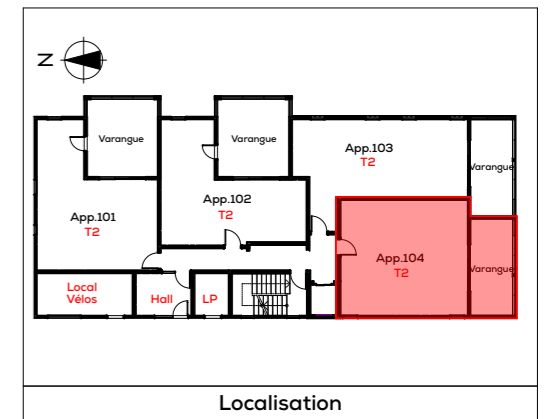 N
Varangue
Varangue
App.103
T2
Varangue
App.101
T2
App.102
T2
App.104
T2
Varangue
Local
Vélos
Hall
LP
Localisation